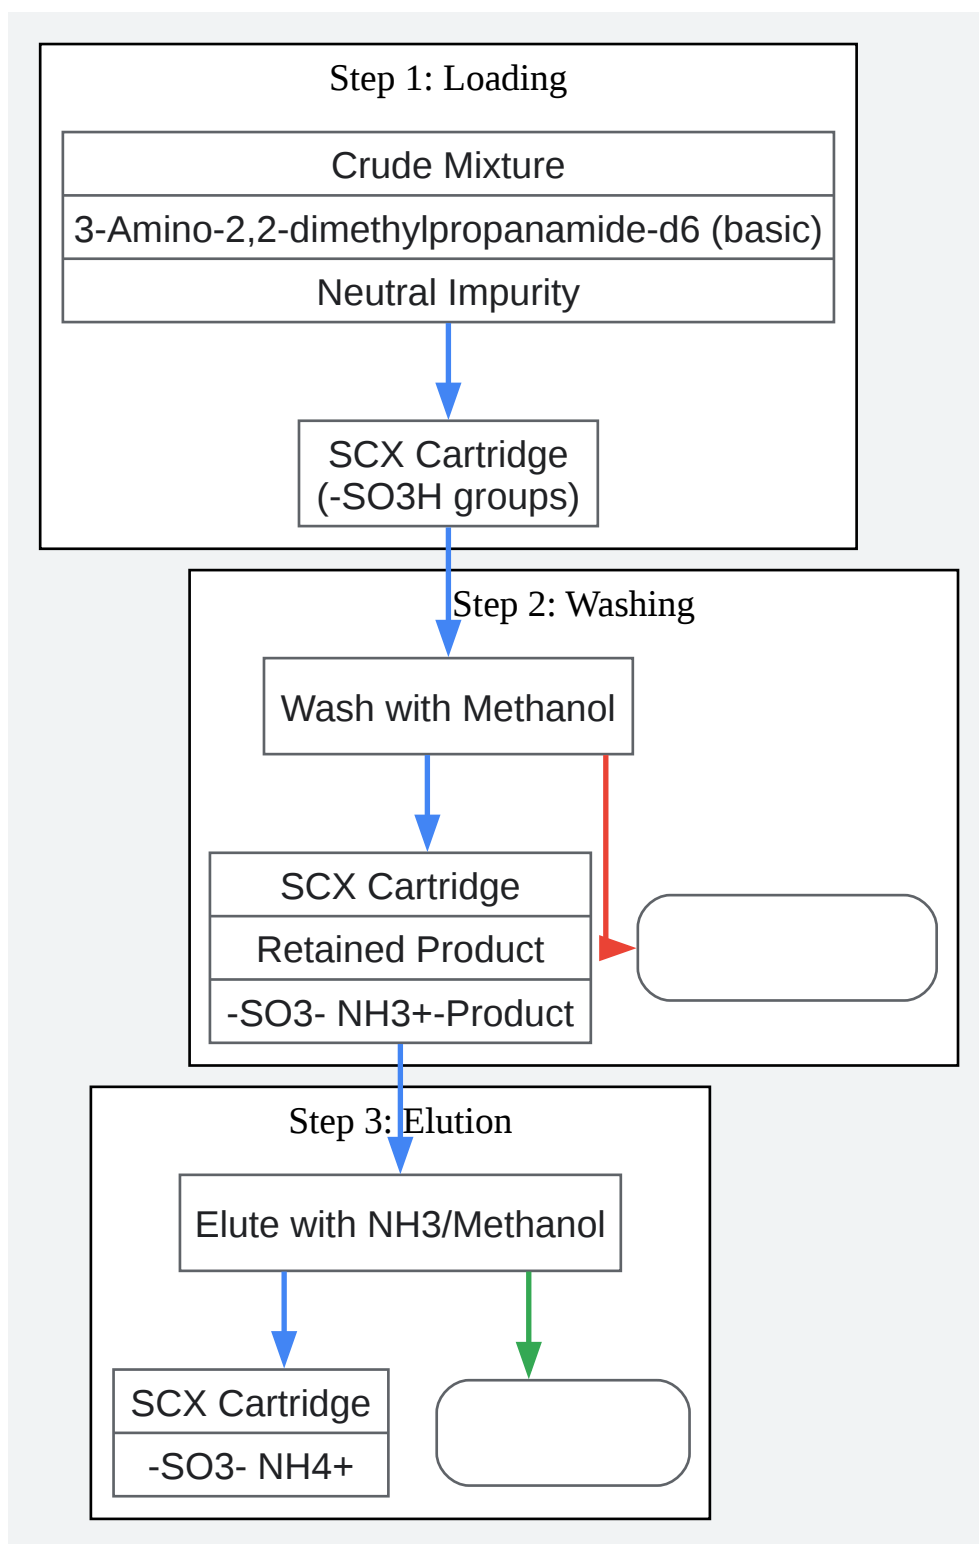 Step 1: Loading
Crude Mixture
3-Amino-2,2-dimethylpropanamide-d6 (basic)
Neutral Impurity
SCX Cartridge
(-SO3H groups)
Step 2: Washing
Wash with Methanol
SCX Cartridge
Retained Product
-SO3- NH3+-Product
Step 3: Elution
Elute with NH3/Methanol
SCX Cartridge
-SO3- NH4+